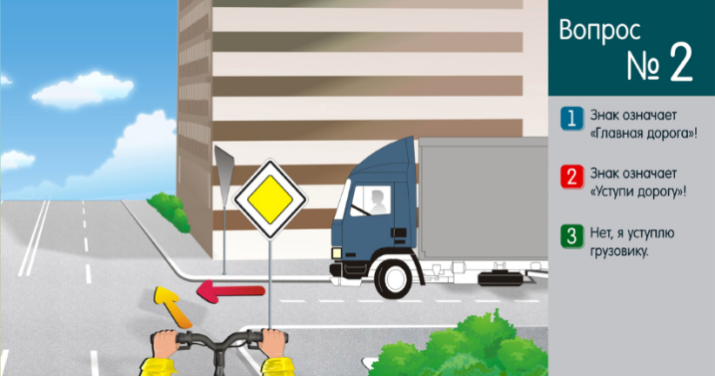 Вопрос
№ 2
1 Знак означает
«Главная дорога»!
2 Знак означает
«Уступи дорогу»!
3 Нет, я уступлю
грузовику.